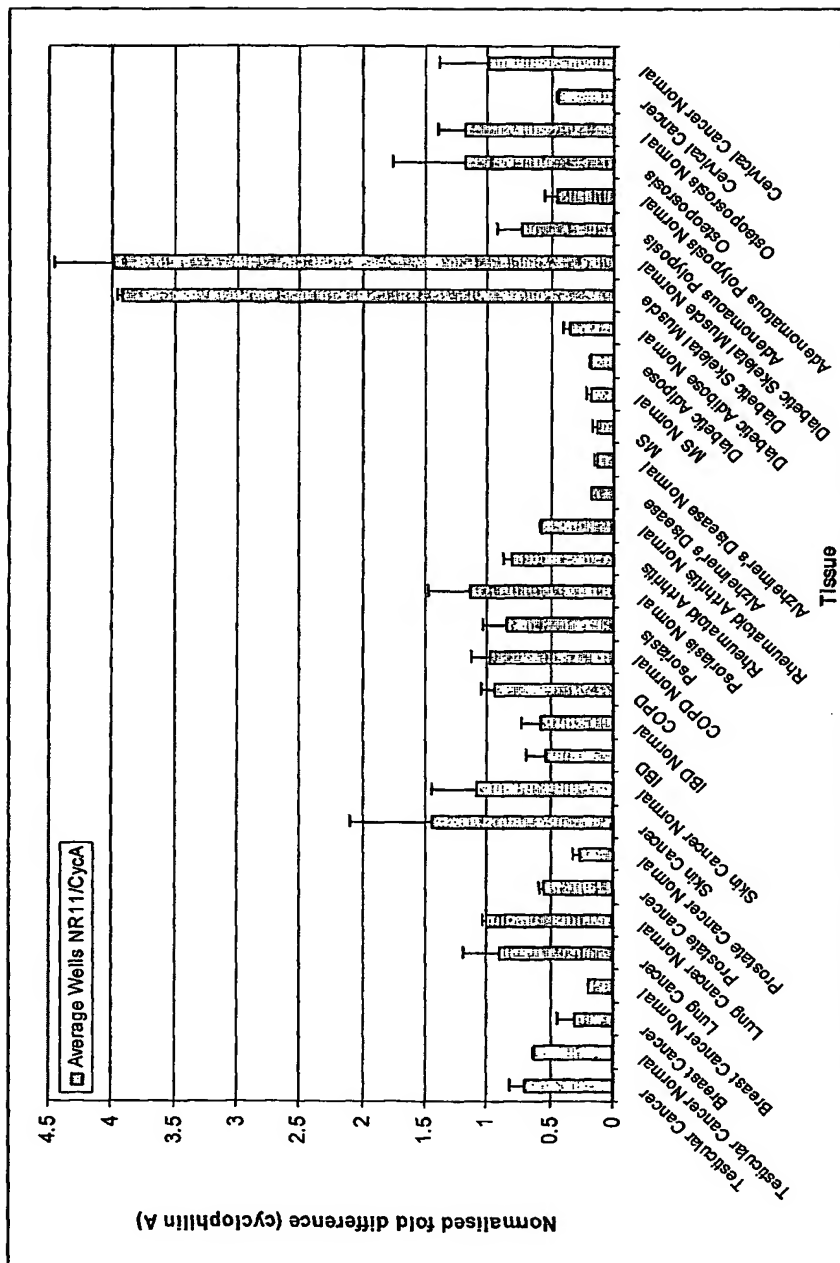 Average Wells NR11/CycA
Normalised fold difference (cyclophilin A)
4.5
4
3.5
3
2.5
2
1.5
1
0.5
0
Testicular Cancer
Testicular Cancer Normal
Breast Cancer
Breast Cancer Normal
Lung Cancer
Lung Cancer Normal
Prostate Cancer
Prostate Cancer Normal
Skin Cancer
Skin Cancer Normal
IBD
IBD Normal
COPD
COPD Normal
Psoriasis
Psoriasis Normal
Rheumatoid Arthritis
Rheumatoid Arthritis Normal
Alzheimer's Disease
Alzheimer's Disease Normal
MS
MS Normal
Diabetic Adipose
Diabetic Adibose Normal
Diabetic Skeletal Muscle
Diabetic Skeletal Muscle Normal
Adenomaous Polyposis
Adenomatous Polyposis Normal
Osteoposrosis
Osteoposrosis Normal
Cervical Cancer
Cervical Cancer Normal
Tissue